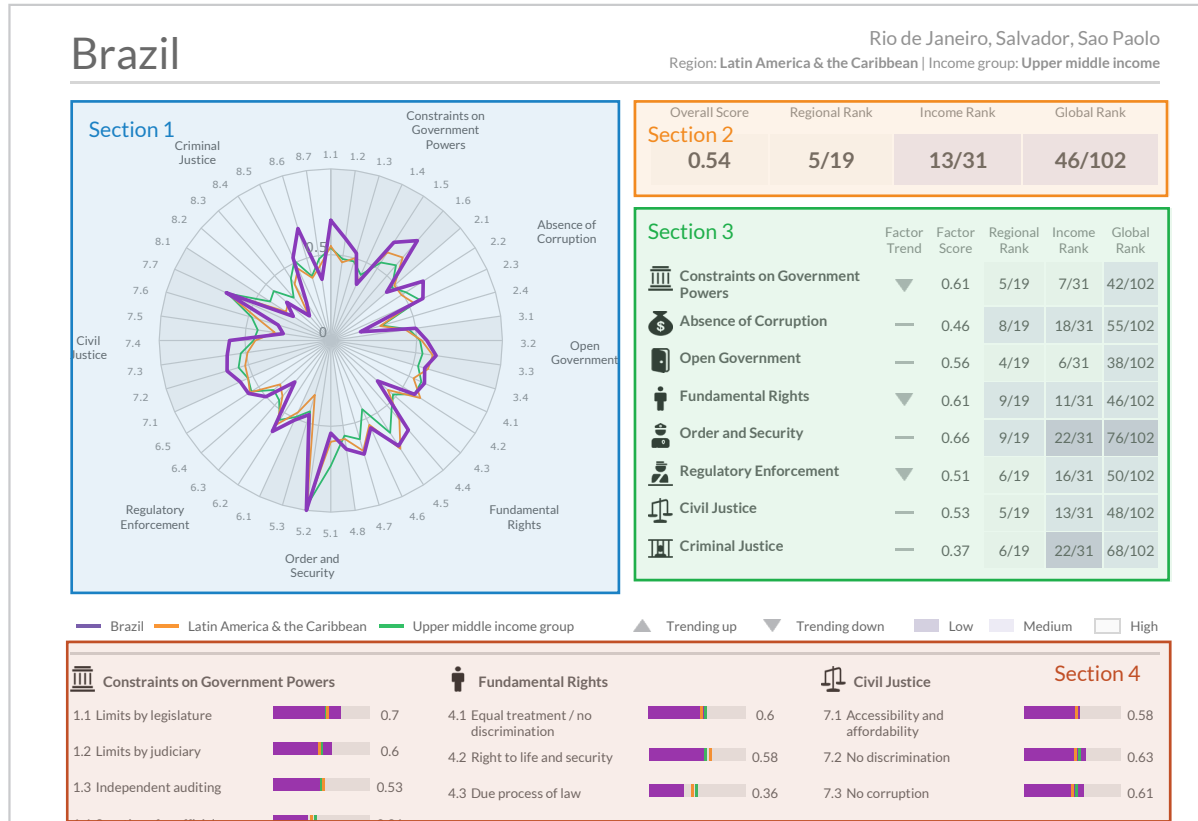 Brazil
Rio de Janeiro, Salvador, Sao Paolo
Region: Latin America & the Caribbean | Income group: Upper middle income
Section 1
Constraints on
Government
Powers
Absence of
Corruption
Open
Government
Fundamental
Rights
Order and
Security
Regulatory
Enforcement
Civil
Justice
Criminal
Justice
1.1
1.2
1.3
1.4
1.5
1.6
2.1
2.2
2.3
2.4
3.1
3.2
3.3
3.4
4.1
4.2
4.3
4.4
4.5
4.6
4.7
4.8
5.1
5.2
5.3
6.1
6.2
6.3
6.4
6.5
7.1
7.2
7.3
7.4
7.5
7.6
7.7
8.1
8.2
8.3
8.4
8.5
8.6
8.7
0.5
0
Section 2
Overall Score Regional Rank Income Rank Global Rank
0.54 5/19 13/31 46/102
Section 3
Factor Trend Factor Score Regional Rank Income Rank Global Rank
Constraints on Government
Powers 0.61 5/19 7/31 42/102
Absence of Corruption 0.46 8/19 18/31 55/102
Open Government 0.56 4/19 6/31 38/102
Fundamental Rights 0.61 9/19 11/31 46/102
Order and Security 0.66 9/19 22/31 76/102
Regulatory Enforcement 0.51 6/19 16/31 50/102
Civil Justice 0.53 5/19 13/31 48/102
Criminal Justice 0.37 6/19 22/31 68/102
Brazil Latin America & the Caribbean Upper middle income group Trending up Trending down Low Medium High
Section 4
Constraints on Government Powers
1.1 Limits by legislature 0.7
1.2 Limits by judiciary 0.6
1.3 Independent auditing 0.53
Fundamental Rights
4.1 Equal treatment / no
discrimination 0.6
4.2 Right to life and security 0.58
4.3 Due process of law 0.36
Civil Justice
7.1 Accessibility and
affordability 0.58
7.2 No discrimination 0.63
7.3 No corruption 0.61